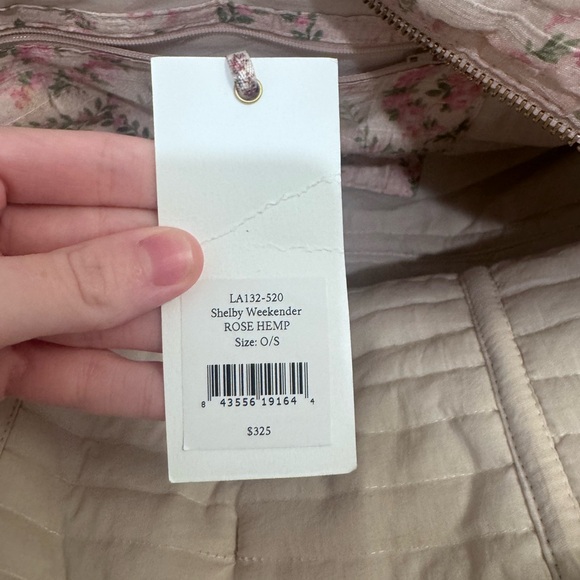 LA132-520
Shelby Weekender
ROSE HEMP
Size: O/S
8 43556 19164 4
$325